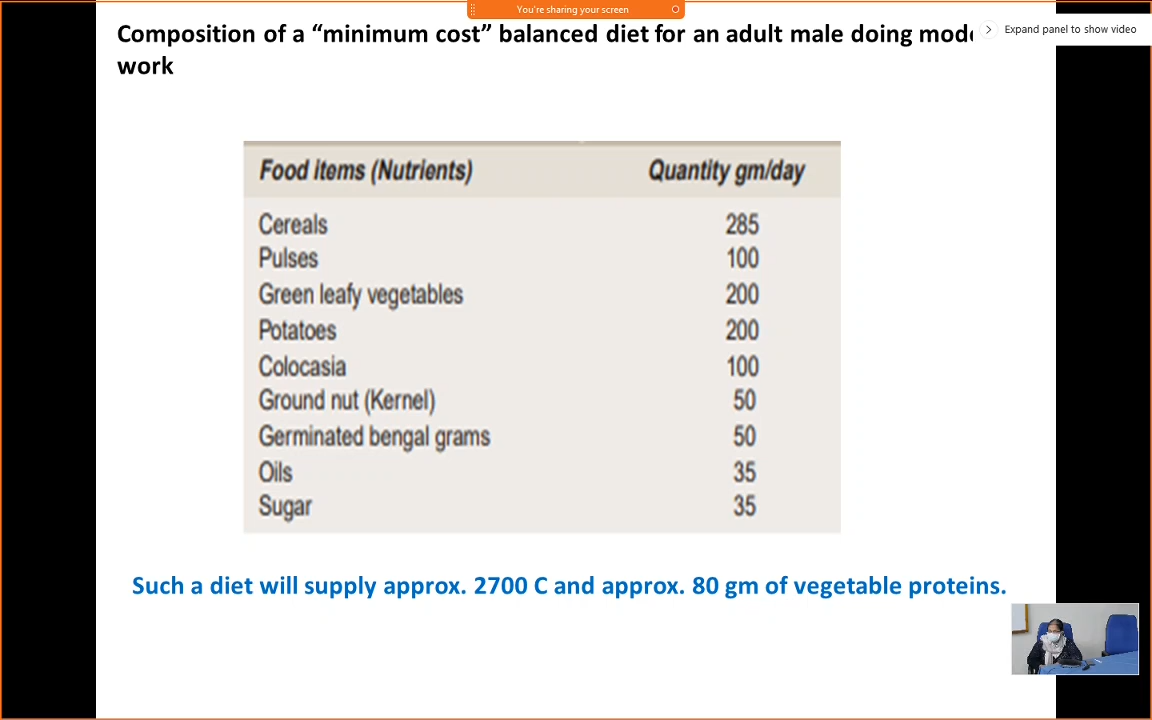 You're sharing your screen
Composition of a “minimum cost” balanced diet for an adult male doing
work
Expand panel to show video
Food items (Nutrients) Quantity gm/day
Cereals 285
Pulses 100
Green leafy vegetables 200
Potatoes 200
Colocasia 100
Ground nut (Kernel) 50
Germinated bengal grams 50
Oils 35
Sugar 35
Such a diet will supply approx. 2700 C and approx. 80 gm of vegetable proteins.